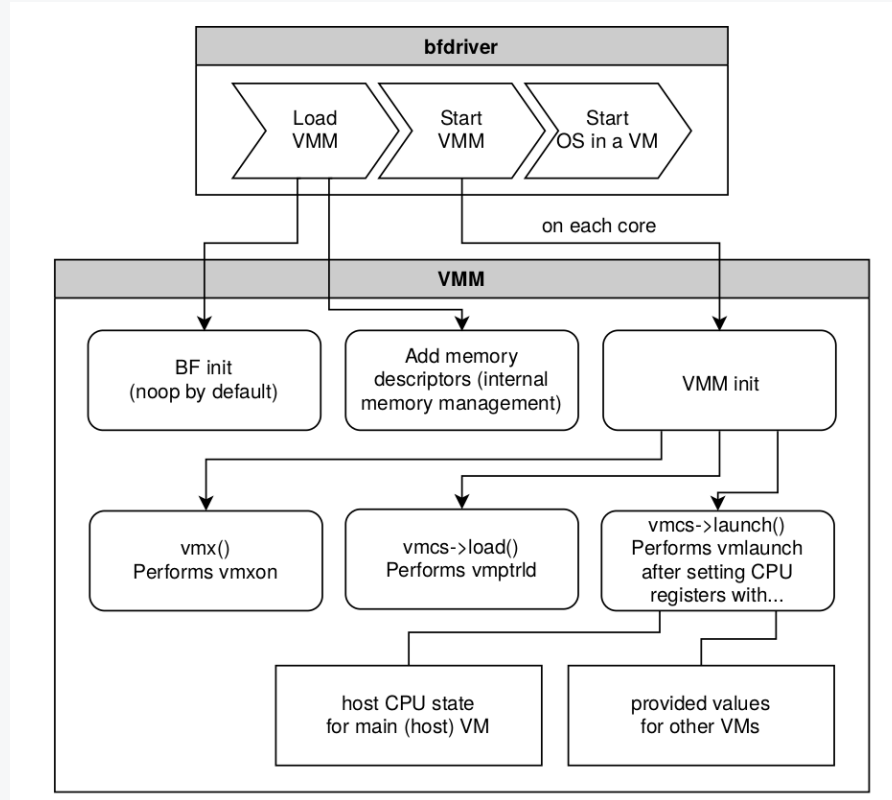 bfdriver
Load
VMM
Start
VMM
Start
OS in a VM
on each core
VMM
BF init
(noop by default)
Add memory
descriptors (internal
memory management)
VMM init
vmx()
Performs vmxon
vmcs->load()
Performs vmptrld
vmcs->launch()
Performs vmlaunch
after setting CPU
registers with...
host CPU state
for main (host) VM
provided values
for other VMs